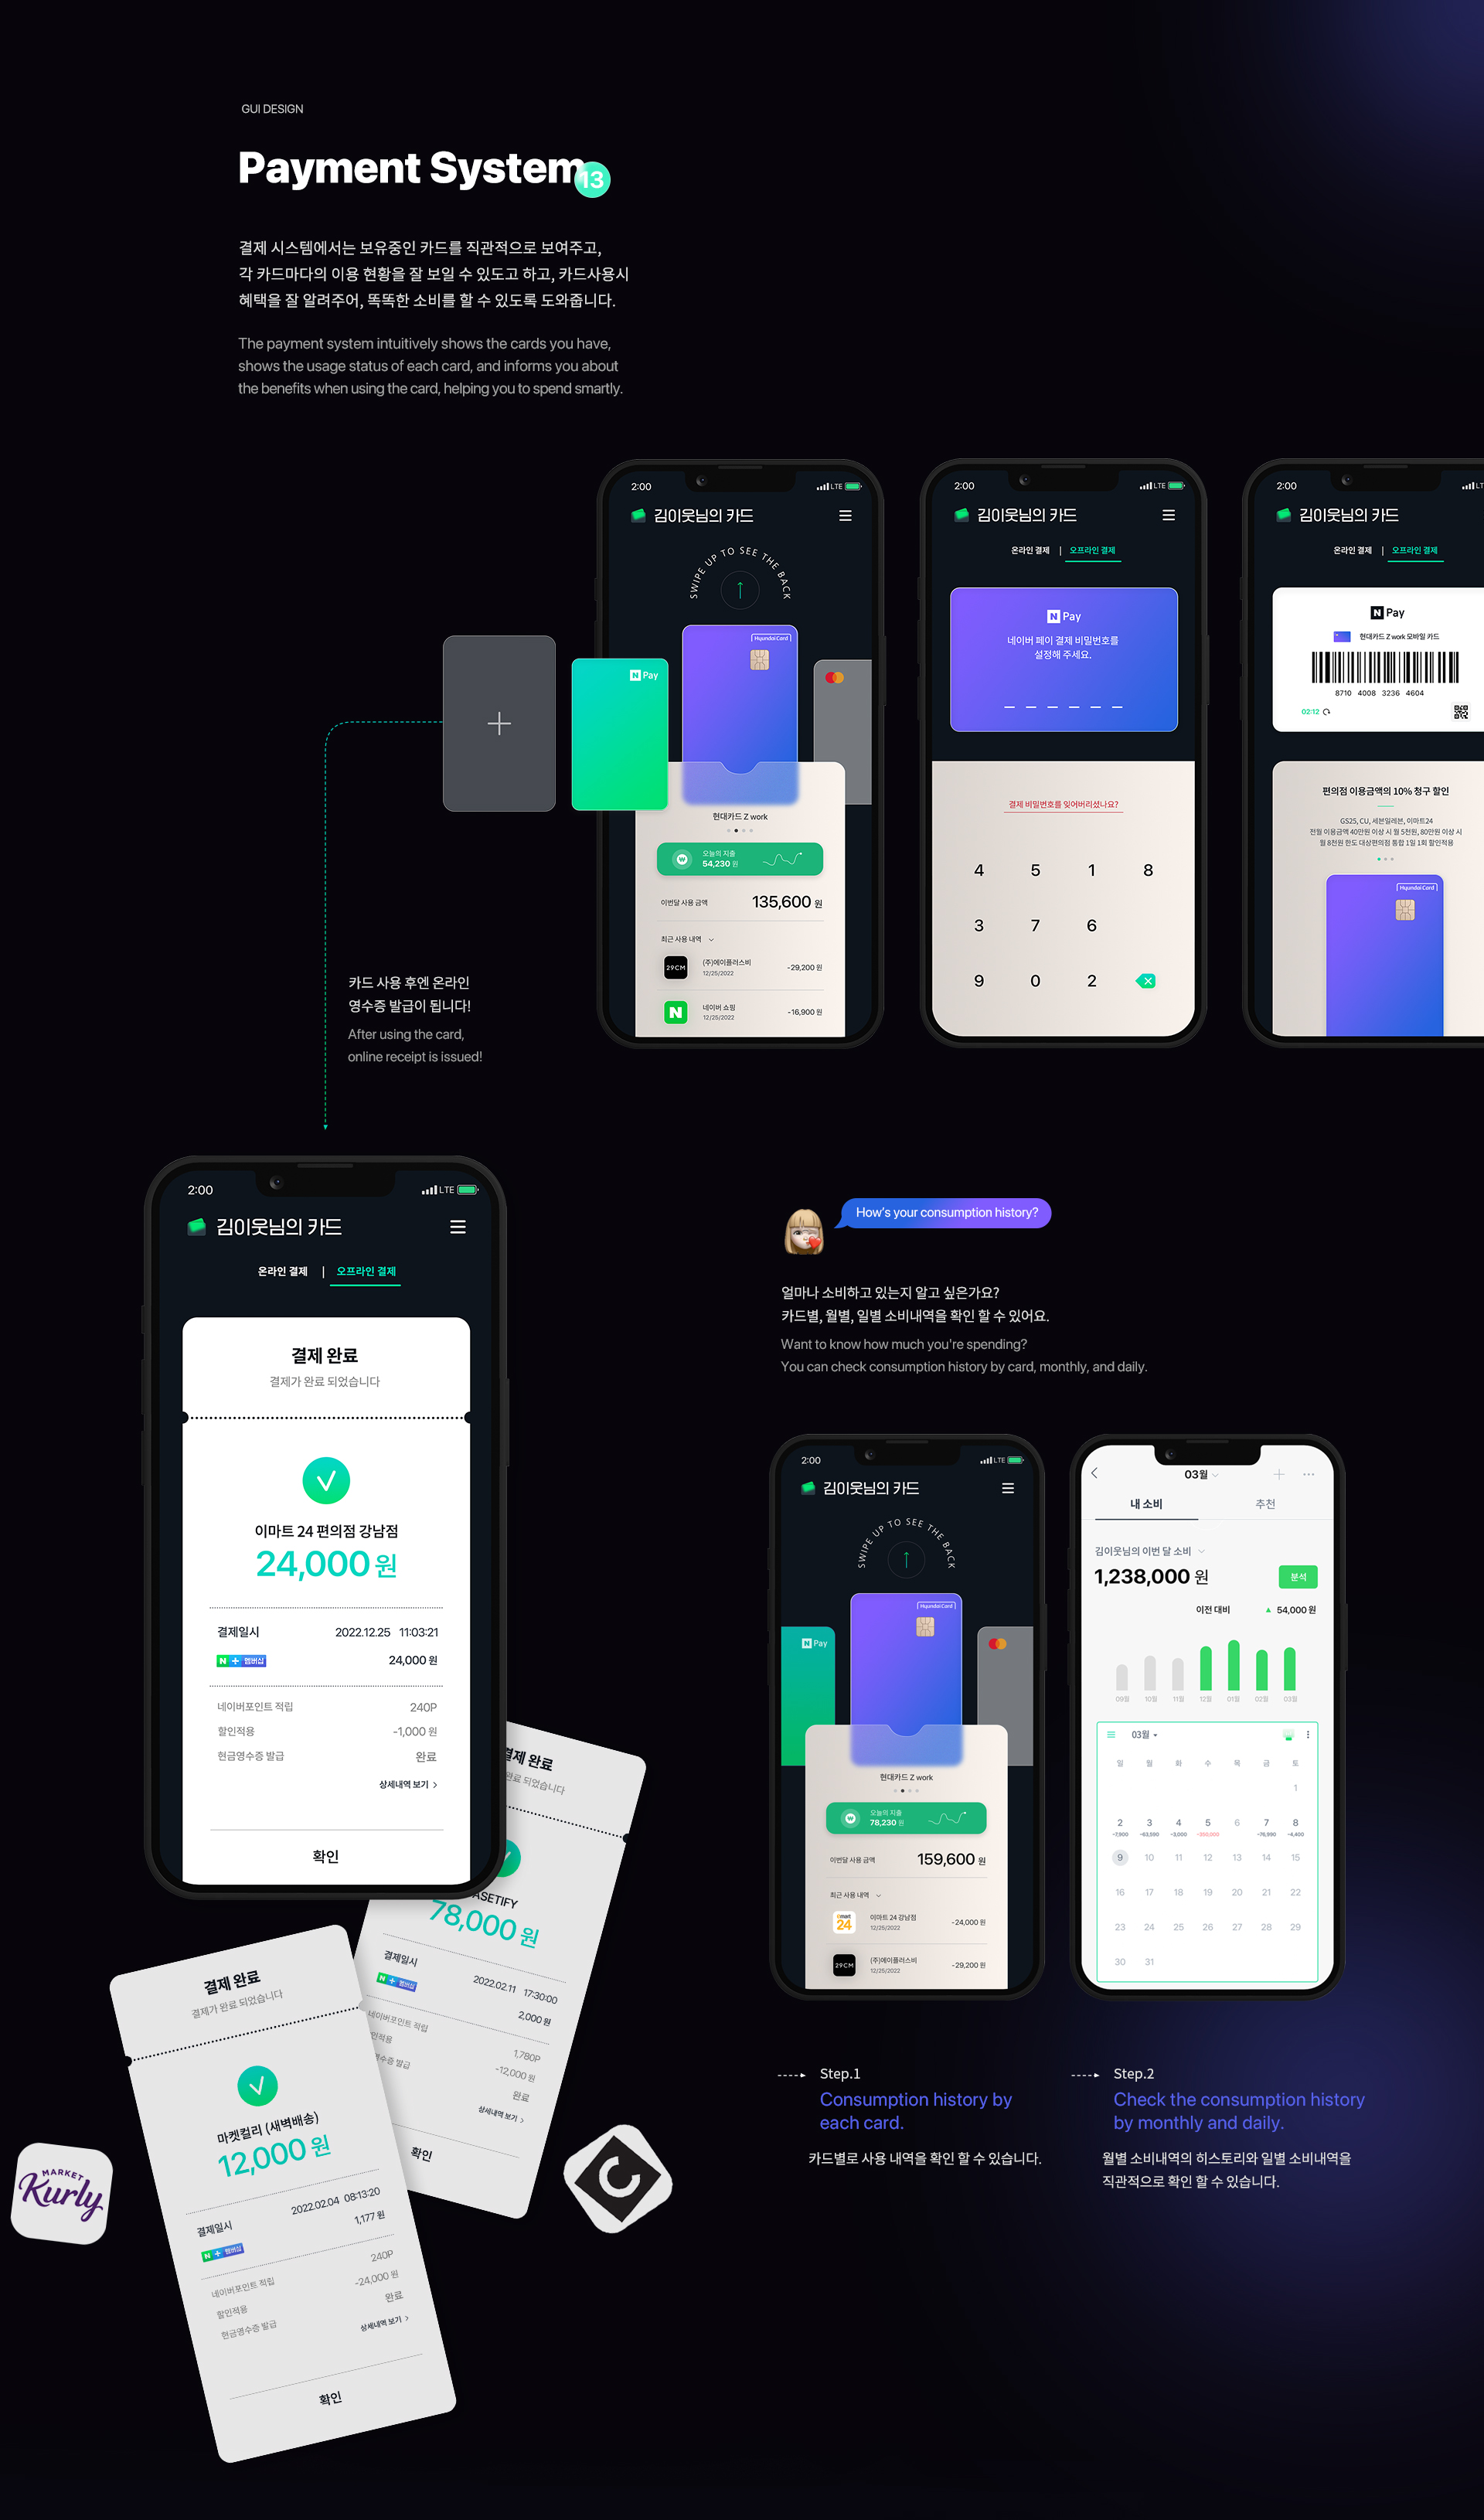 GUI DESIGN
Payment System
13
결제 시스템에서는 보유중인 카드를 직관적으로 보여주고,
각 카드마다의 이용 현황을 잘 보일 수 있도고 하고, 카드사용시
혜택을 잘 알려주어, 똑똑한 소비를 할 수 있도록 도와줍니다.
The payment system intuitively shows the cards you have,
shows the usage status of each card, and informs you about
the benefits when using the card, helping you to spend smartly.
2:00 LTE
김이웃님의 카드
SWIPE UP TO SEE THE BACK
N Pay
HyundaiCard
현대카드 Z work
오늘의 지출
54,230 원
이번달 사용 금액 135,600 원
최근 사용 내역
29CM (주)에이플러스비 -29,200 원
12/25/2022
N 네이버 쇼핑 -16,900 원
12/25/2022
2:00 LTE
김이웃님의 카드
온라인 결제 | 오프라인 결제
N Pay
네이버 페이 결제 비밀번호를
설정해 주세요.
결제 비밀번호를 잊어버리셨나요?
4 5 1 8
3 7 6
9 0 2
2:00
김이웃님의 카드
온라인 결제 | 오프라인 결제
N Pay
현대카드 Z work 모바일 카드
8710 4008 3236 4604
02:12
편의점 이용금액의 10% 청구 할인
GS25, CU, 세븐일레븐, 이마트24
전월 이용금액 40만원 이상 시 월 5천원, 80만원 이상 시
월 8천원 한도 대상편의점 통합 1일 1회 할인적용
HyundaiCard
카드 사용 후엔 온라인
영수증 발급이 됩니다!
After using the card,
online receipt is issued!
2:00 LTE
김이웃님의 카드
온라인 결제 | 오프라인 결제
결제 완료
결제가 완료 되었습니다
이마트 24 편의점 강남점
24,000 원
결제일시 2022.12.25 11:03:21
N + 멤버십 24,000 원
네이버포인트 적립 240P
할인적용 -1,000 원
현금영수증 발급 완료
상세내역 보기 >
확인
결제 완료
완료 되었습니다
ASETIFY
78,000 원
결제일시 2022.02.11 17:30:00
N + 멤버십 2,000 원
네이버포인트 적립 1,780P
인적용 -12,000 원
수증 발급 완료
상세내역 보기 >
확인
결제 완료
결제가 완료 되었습니다
마켓컬리 (새벽배송)
12,000 원
결제일시 2022.02.04 08:13:20
N + 멤버십 1,177 원
네이버포인트 적립 240P
할인적용 -24,000 원
현금영수증 발급 완료
상세내역 보기 >
확인
MARKET
Kurly
How's your consumption history?
얼마나 소비하고 있는지 알고 싶은가요?
카드별, 월별, 일별 소비내역을 확인 할 수 있어요.
Want to know how much you're spending?
You can check consumption history by card, monthly, and daily.
2:00 LTE
김이웃님의 카드
SWIPE UP TO SEE THE BACK
N Pay
HyundaiCard
현대카드 Z work
오늘의 지출
78,230 원
이번달 사용 금액 159,600 원
최근 사용 내역
emart 24 이마트 24 강남점 -24,000 원
12/25/2022
29CM (주)에이플러스비 -29,200 원
12/25/2022
03월
내 소비 추천
김이웃님의 이번 달 소비
1,238,000 원 분석
이전 대비 ▲ 54,000 원
09월 10월 11월 12월 01월 02월 03월
03월
일 월 화 수 목 금 토
1
2 3 4 5 6 7 8
-7,900 -63,590 -3,000 -78,990 -4,400
9 10 11 12 13 14 15
16 17 18 19 20 21 22
23 24 25 26 27 28 29
30 31
Step.1
Consumption history by
each card.
카드별로 사용 내역을 확인 할 수 있습니다.
Step.2
Check the consumption history
by monthly and daily.
월별 소비내역의 히스토리와 일별 소비내역을
직관적으로 확인 할 수 있습니다.